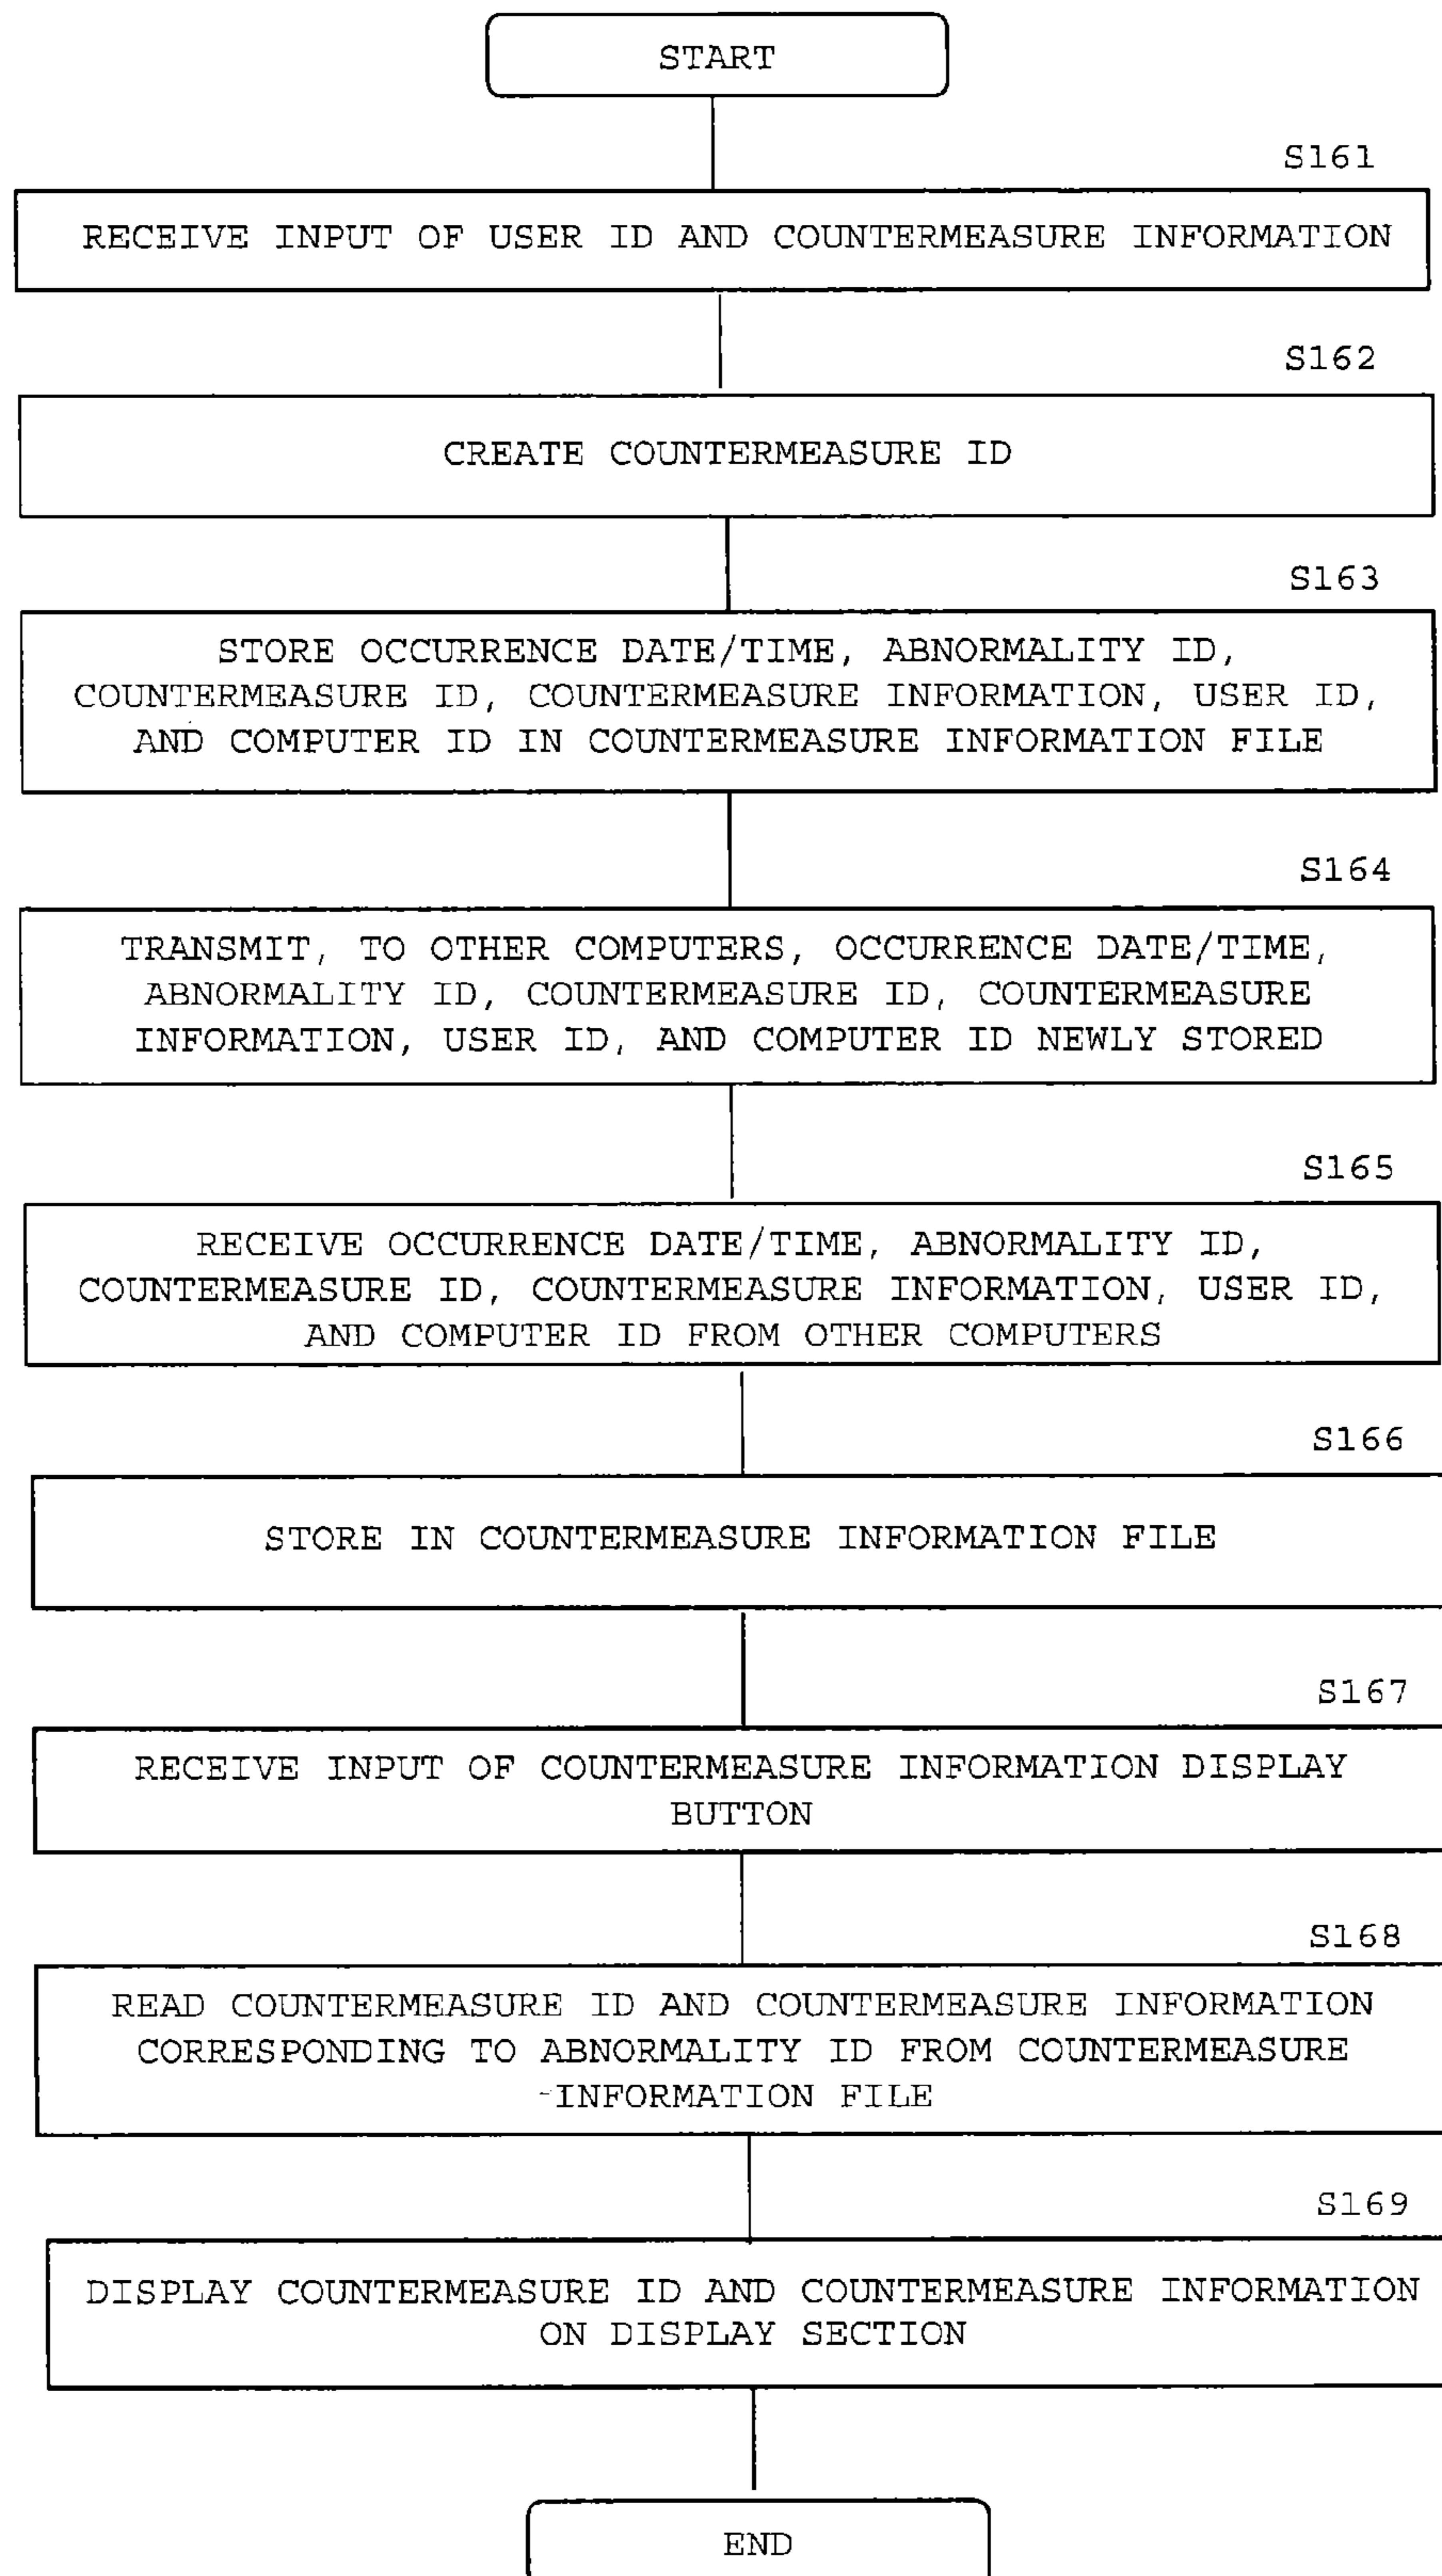 START
S161
RECEIVE INPUT OF USER ID AND COUNTERMEASURE INFORMATION
S162
CREATE COUNTERMEASURE ID
S163
STORE OCCURRENCE DATE/TIME, ABNORMALITY ID,
COUNTERMEASURE ID, COUNTERMEASURE INFORMATION, USER ID,
AND COMPUTER ID IN COUNTERMEASURE INFORMATION FILE
S164
TRANSMIT, TO OTHER COMPUTERS, OCCURRENCE DATE/TIME,
ABNORMALITY ID, COUNTERMEASURE ID, COUNTERMEASURE
INFORMATION, USER ID, AND COMPUTER ID NEWLY STORED
S165
RECEIVE OCCURRENCE DATE/TIME, ABNORMALITY ID,
COUNTERMEASURE ID, COUNTERMEASURE INFORMATION, USER ID,
AND COMPUTER ID FROM OTHER COMPUTERS
S166
STORE IN COUNTERMEASURE INFORMATION FILE
S167
RECEIVE INPUT OF COUNTERMEASURE INFORMATION DISPLAY
BUTTON
S168
READ COUNTERMEASURE ID AND COUNTERMEASURE INFORMATION
CORRESPONDING TO ABNORMALITY ID FROM COUNTERMEASURE
INFORMATION FILE
S169
DISPLAY COUNTERMEASURE ID AND COUNTERMEASURE INFORMATION
ON DISPLAY SECTION
END